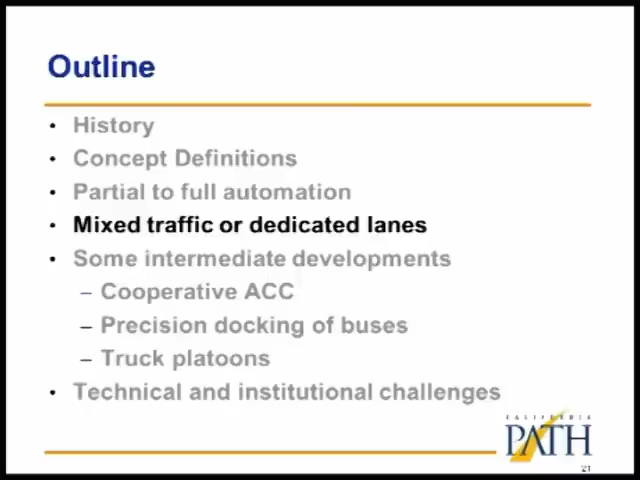 Outline
• History
• Concept Definitions
• Partial to full automation
• Mixed traffic or dedicated lanes
• Some intermediate developments
– Cooperative ACC
– Precision docking of buses
– Truck platoons
• Technical and institutional challenges
CALIFORNIA
PATH
21